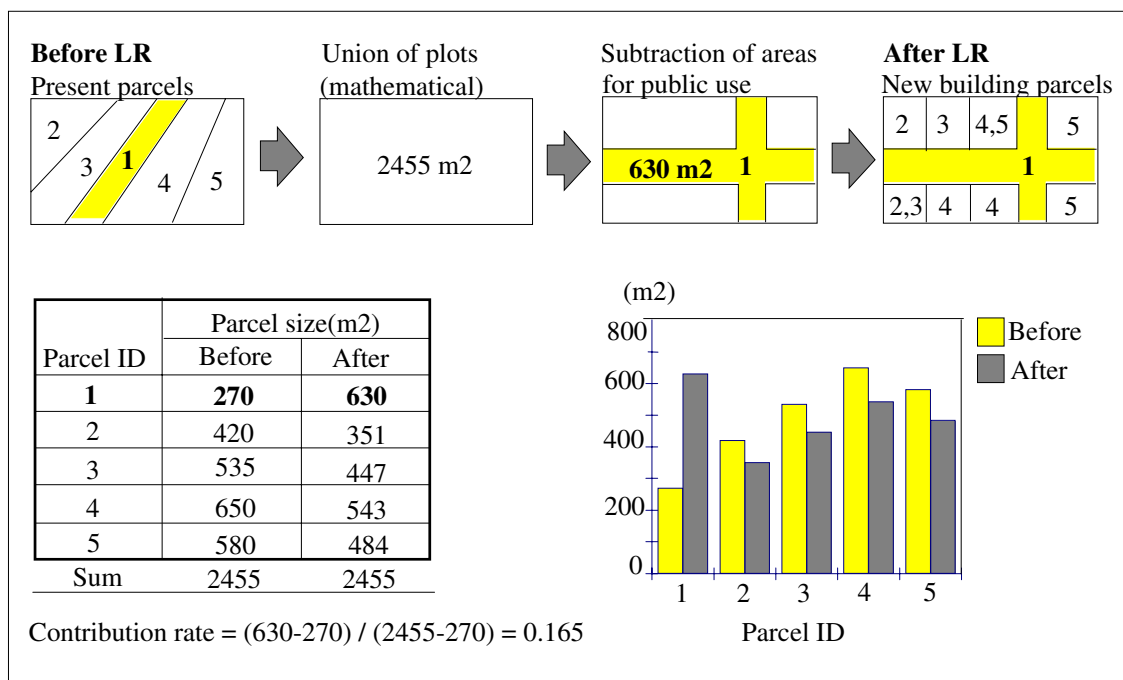 Before LR
Present parcels
2
3
1
4
5
Union of plots
(mathematical)
2455 m2
Subtraction of areas
for public use
630 m2 1
After LR
New building parcels
2 3 4,5 5
1
2,3 4 4 5
Parcel size(m2)
Parcel ID Before After
1 270 630
2 420 351
3 535 447
4 650 543
5 580 484
Sum 2455 2455
Contribution rate = (630-270) / (2455-270) = 0.165
(m2)
800
600
400
200
0
1 2 3 4 5
Parcel ID
Before
After